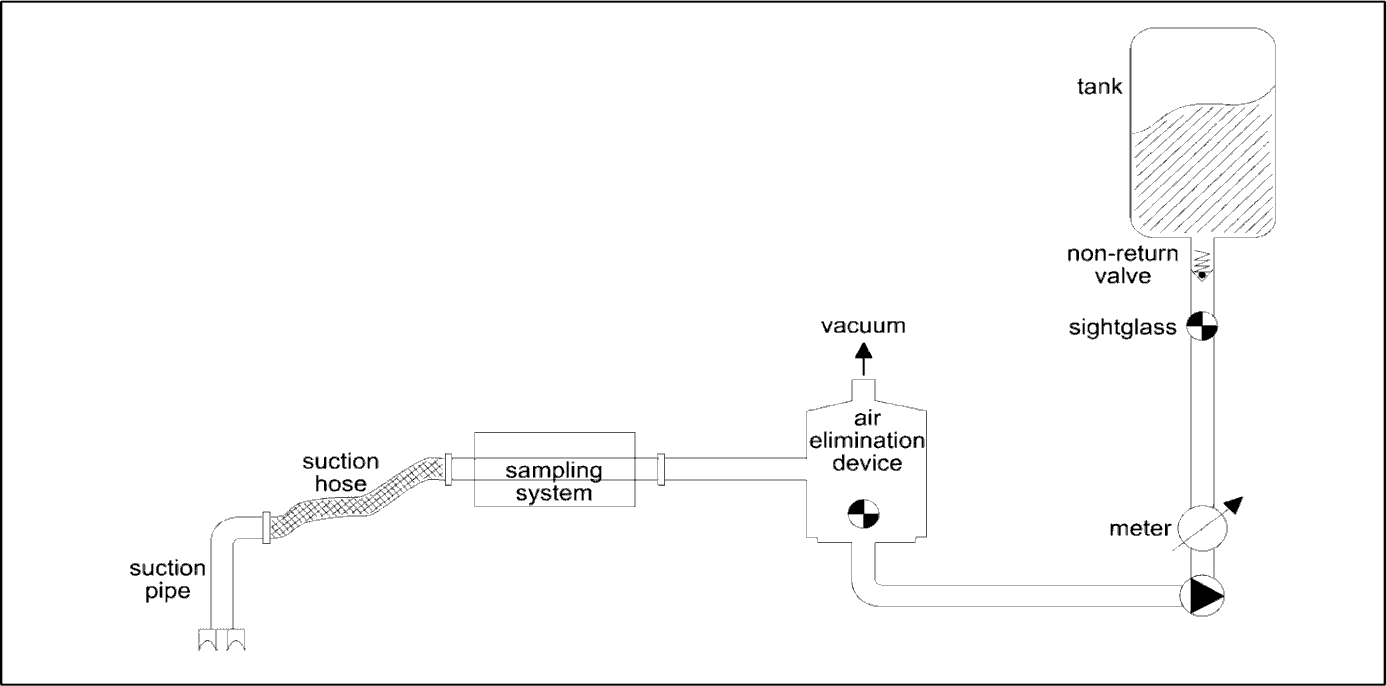 tank
non-return
valve
sightglass
vacuum
air
elimination
device
suction
hose
sampling
system
meter
suction
pipe